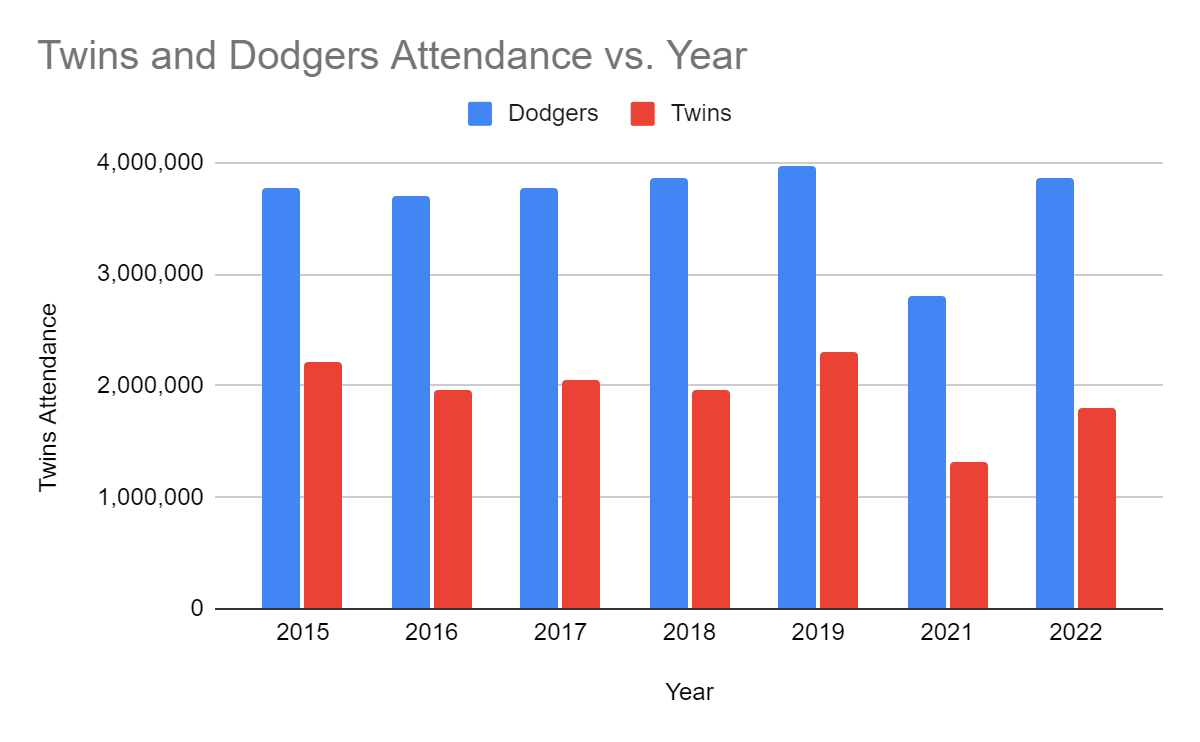 Twins and Dodgers Attendance vs. Year
Dodgers Twins
4,000,000
3,000,000
2,000,000
1,000,000
0
Twins Attendance
2015 2016 2017 2018 2019 2021 2022
Year